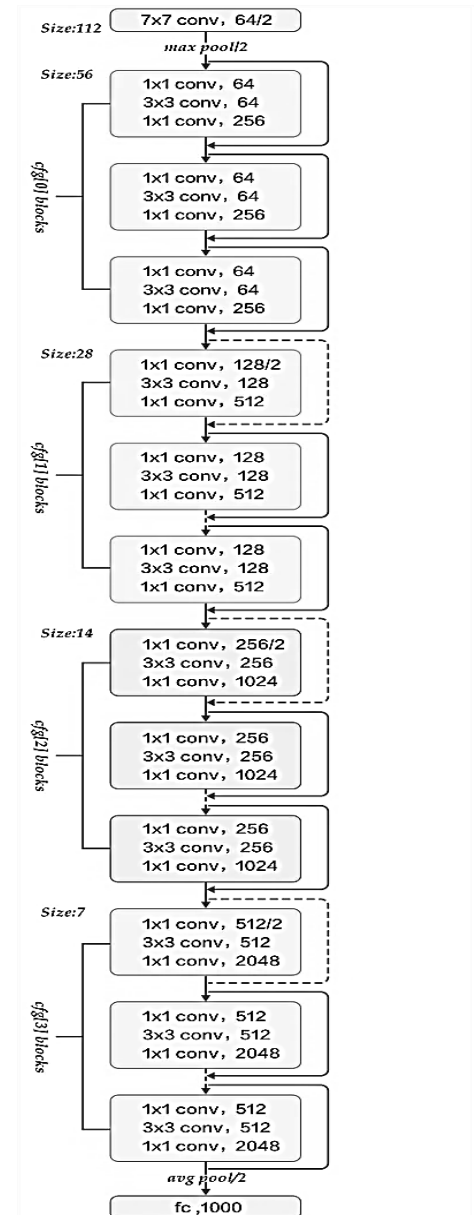 Size:112
7x7 conv, 64/2
max pool/2
Size:56
1x1 conv, 64
3x3 conv, 64
1x1 conv, 256
cfg[0] blocks
1x1 conv, 64
3x3 conv, 64
1x1 conv, 256
1x1 conv, 64
3x3 conv, 64
1x1 conv, 256
Size:28
1x1 conv, 128/2
3x3 conv, 128
1x1 conv, 512
cfg[1] blocks
1x1 conv, 128
3x3 conv, 128
1x1 conv, 512
1x1 conv, 128
3x3 conv, 128
1x1 conv, 512
Size:14
1x1 conv, 256/2
3x3 conv, 256
1x1 conv, 1024
cfg[2] blocks
1x1 conv, 256
3x3 conv, 256
1x1 conv, 1024
1x1 conv, 256
3x3 conv, 256
1x1 conv, 1024
Size:7
1x1 conv, 512/2
3x3 conv, 512
1x1 conv, 2048
cfg[3] blocks
1x1 conv, 512
3x3 conv, 512
1x1 conv, 2048
1x1 conv, 512
3x3 conv, 512
1x1 conv, 2048
avg pool/2
fc ,1000